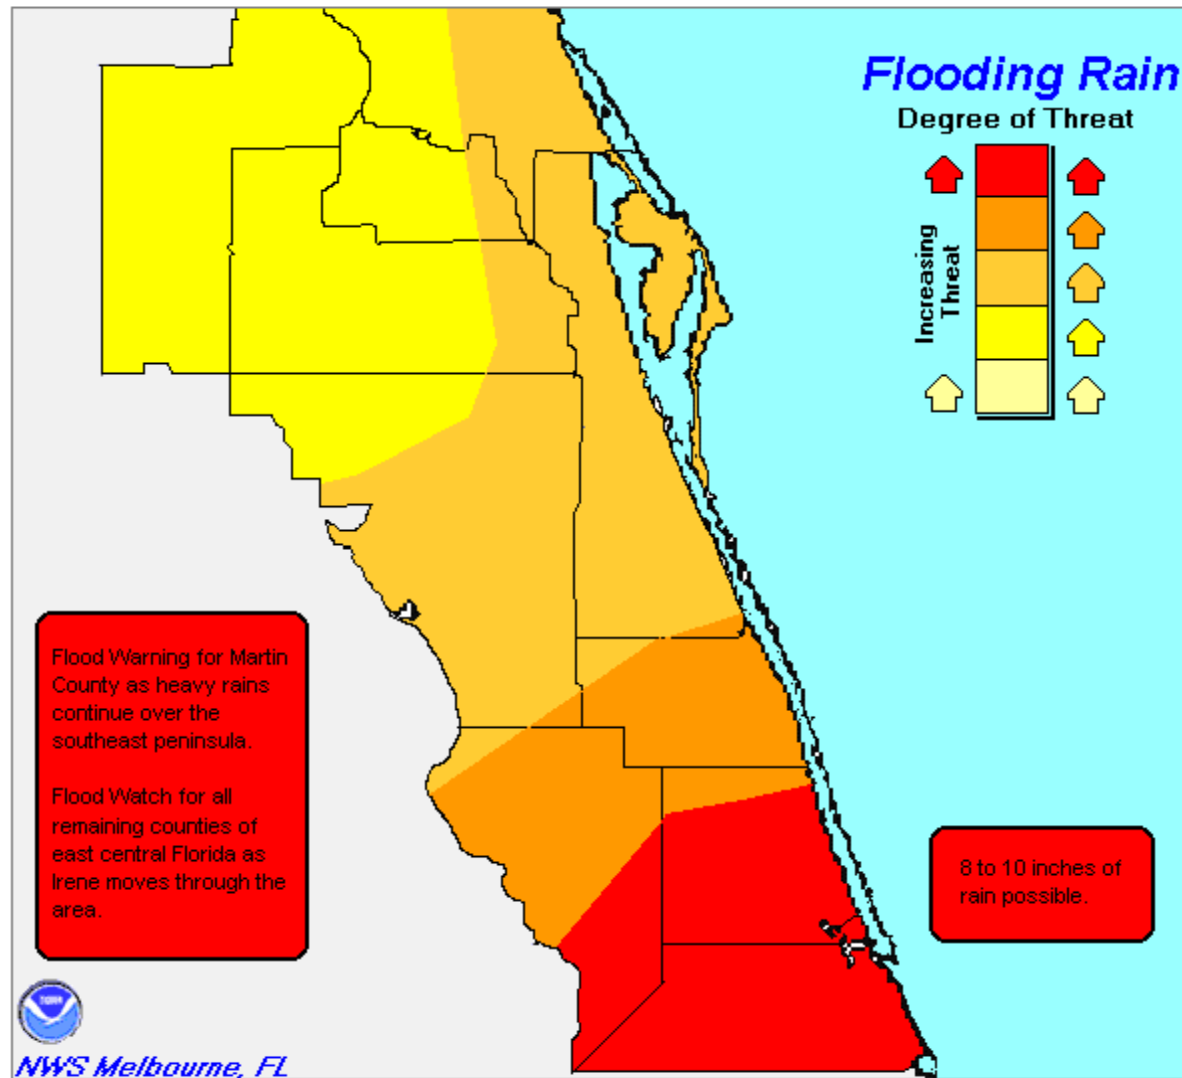 Flooding Rain
Degree of Threat
Increasing
Threat
Flood Warning for Martin
County as heavy rains
continue over the
southeast peninsula.
Flood Watch for all
remaining counties of
east central Florida as
Irene moves through the
area.
8 to 10 inches of
rain possible.
NWS Melbourne, FL